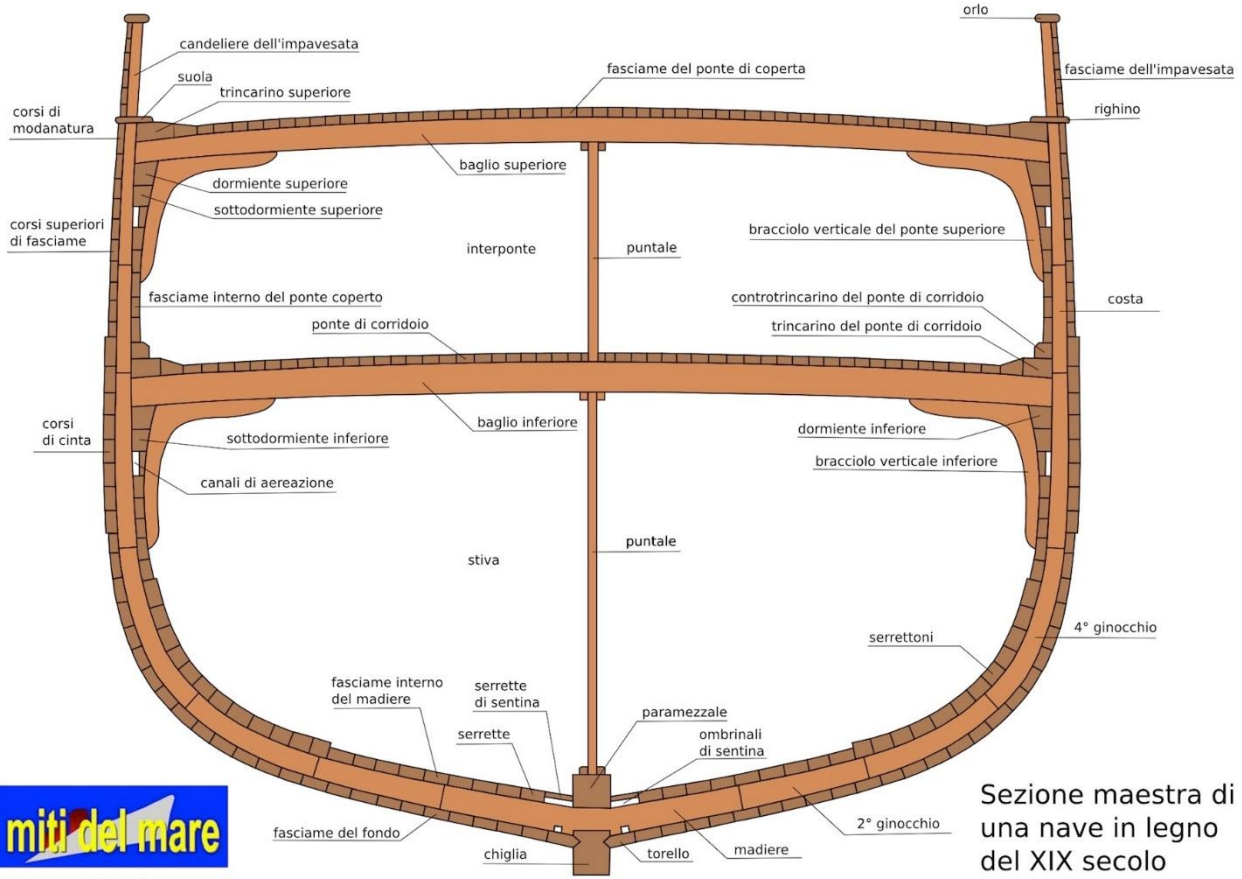 orlo
candeliere dell'impavesata
fasciame del ponte di coperta
fasciame dell'impavesata
suola
trincarino superiore
corsi di
modanatura
righino
baglio superiore
dormiente superiore
sottodormiente superiore
corsi superiori
di fasciame
interponte
puntale
bracciolo verticale del ponte superiore
fasciame interno del ponte coperto
controtrincarino del ponte di corridoio
costa
ponte di corridoio
trincarino del ponte di corridoio
baglio inferiore
corsi
di cinta
sottodormiente inferiore
dormiente inferiore
bracciolo verticale inferiore
canali di aereazione
puntale
stiva
4° ginocchio
serrettoni
fasciame interno
del madiere
serrette
di sentina
paramezzale
serrette
ombrinali
di sentina
2° ginocchio
fasciame del fondo
chiglia
torello
madiere
miti del mare
Sezione maestra di
una nave in legno
del XIX secolo